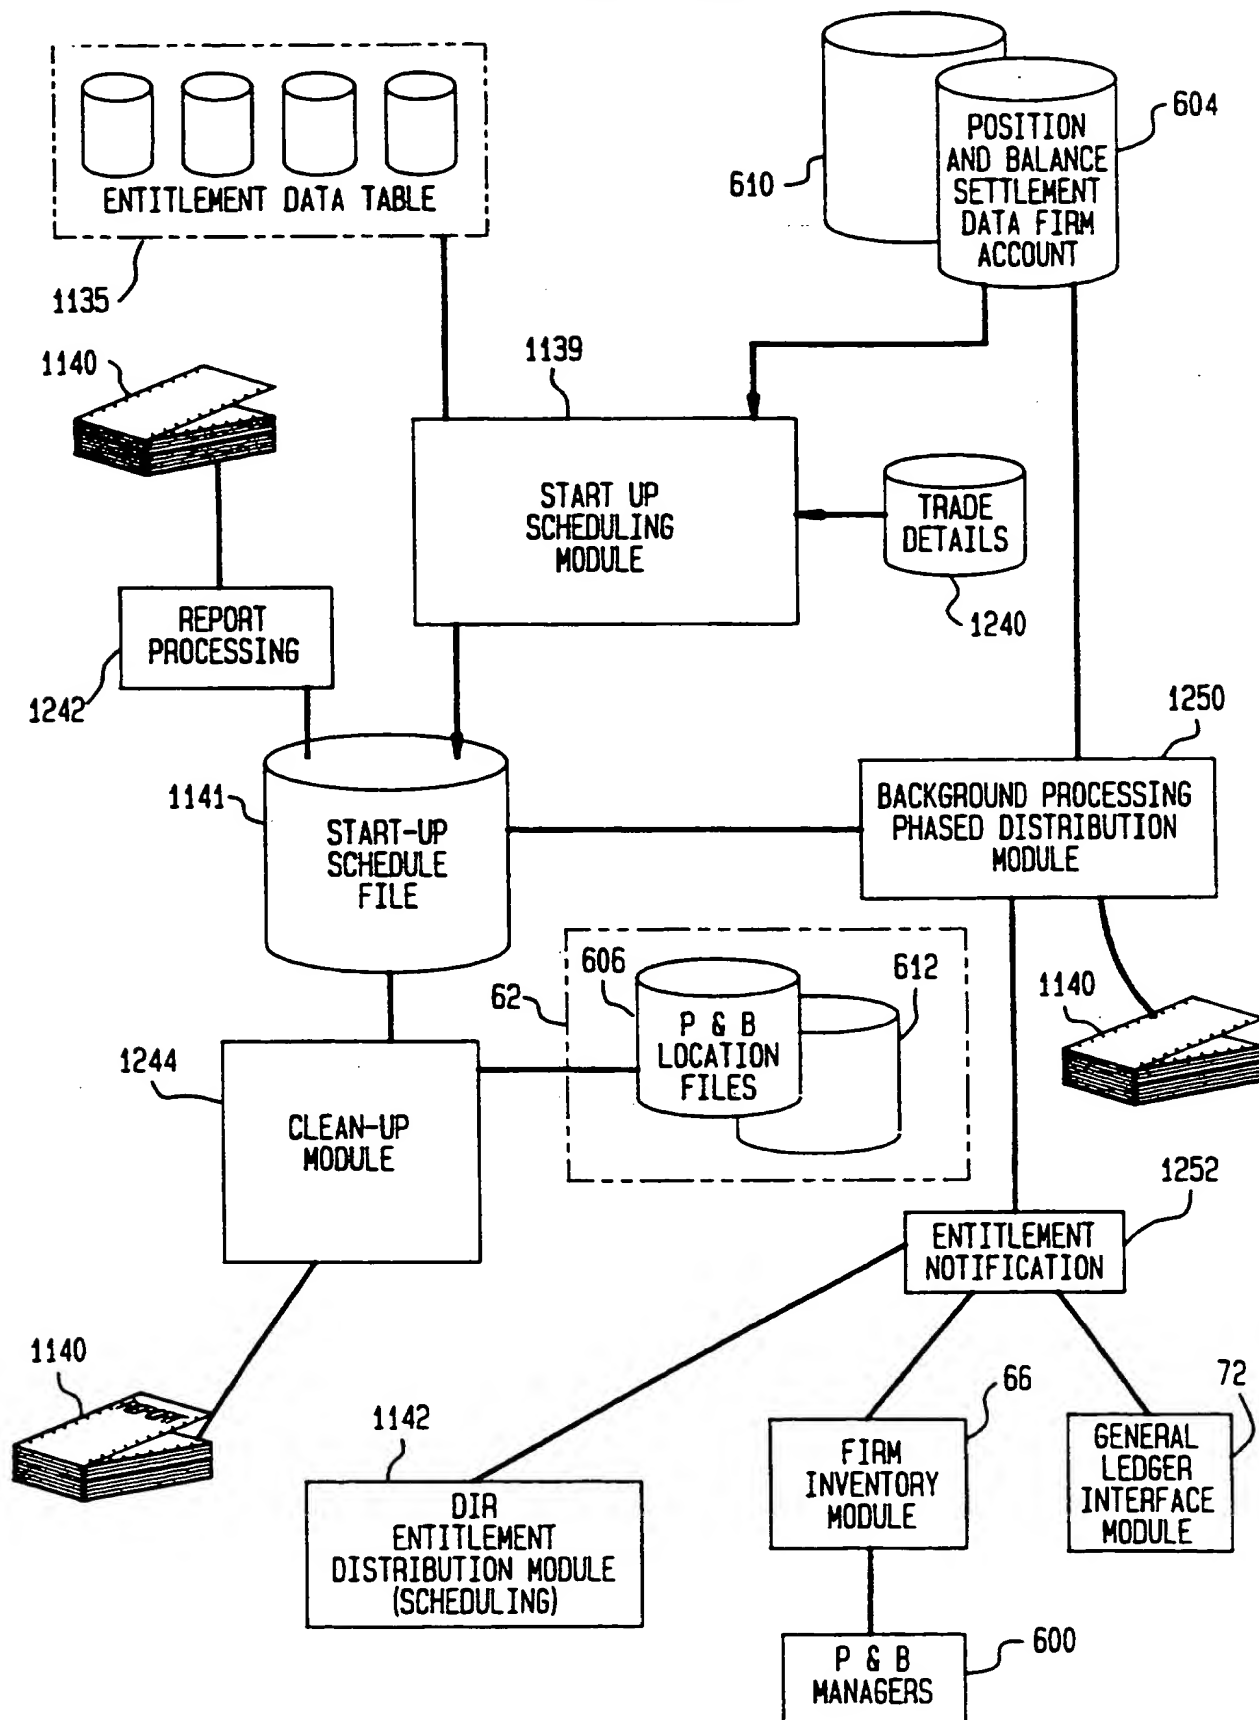 604
POSITION
AND BALANCE
SETTLEMENT
DATA FIRM
ACCOUNT
610
ENTITLEMENT DATA TABLE
1135
1140
1139
START UP
SCHEDULING
MODULE
TRADE
DETAILS
1240
REPORT
PROCESSING
1242
1250
BACKGROUND PROCESSING
PHASED DISTRIBUTION
MODULE
1141
START-UP
SCHEDULE
FILE
606
612
62
P & B
LOCATION
FILES
1140
1244
CLEAN-UP
MODULE
1252
ENTITLEMENT
NOTIFICATION
1140
REPORT
1142
DIR
ENTITLEMENT
DISTRIBUTION MODULE
(SCHEDULING)
66
FIRM
INVENTORY
MODULE
72
GENERAL
LEDGER
INTERFACE
MODULE
P & B
MANAGERS
600